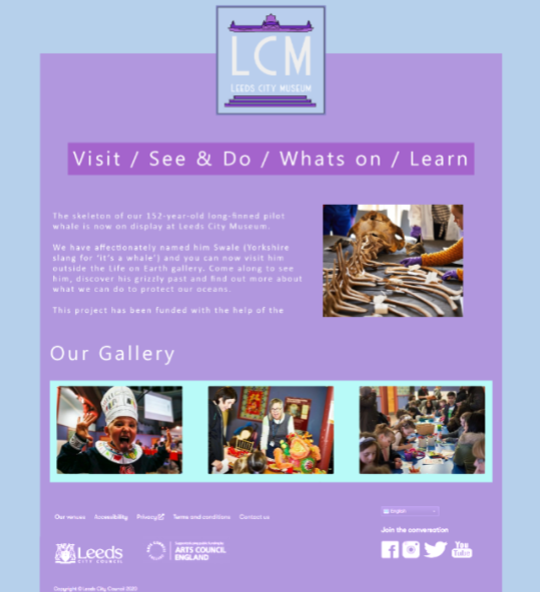 LCM
LEEDS CITY MUSEUM
Visit / See & Do / Whats on / Learn
The skeleton of our 152-year-old long-finned pilot
whale is now on display at Leeds City Museum.
We have affectionately named him Swale (Yorkshire
slang for 'it's a whale') and you can now visit him
outside the Life on Earth gallery. Come along to see
him, discover his grizzly past and find out more about
what we can do to protect our oceans.
This project has been funded with the help of the
Our Gallery
Our venues Accessibility Privacy Terms and conditions Contact us
English
Join the conversation
Leeds
CITY COUNCIL
ARTS COUNCIL
ENGLAND
You
Tube
Copyright © Leeds City Council 2020